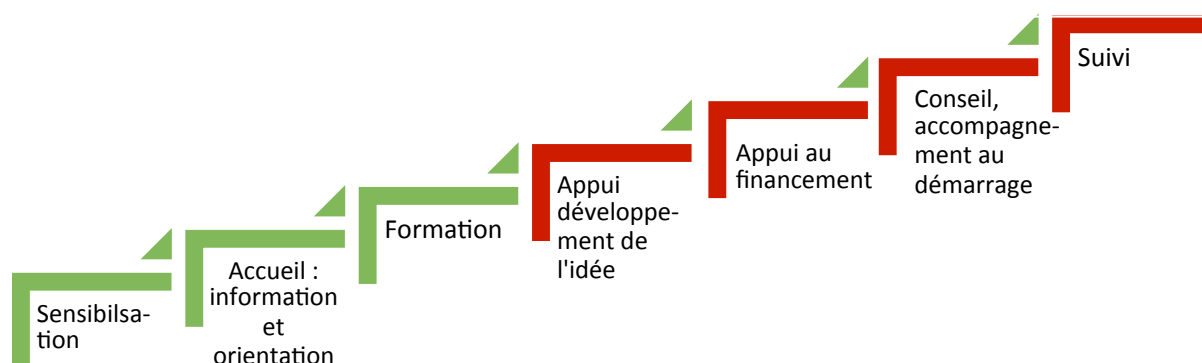 Sensibilsa-
tion
Accueil :
information
et
orientation
Formation
Appui
développe-
ment de
l'idée
Appui au
financement
Conseil,
accompagne-
ment au
démarrage
Suivi